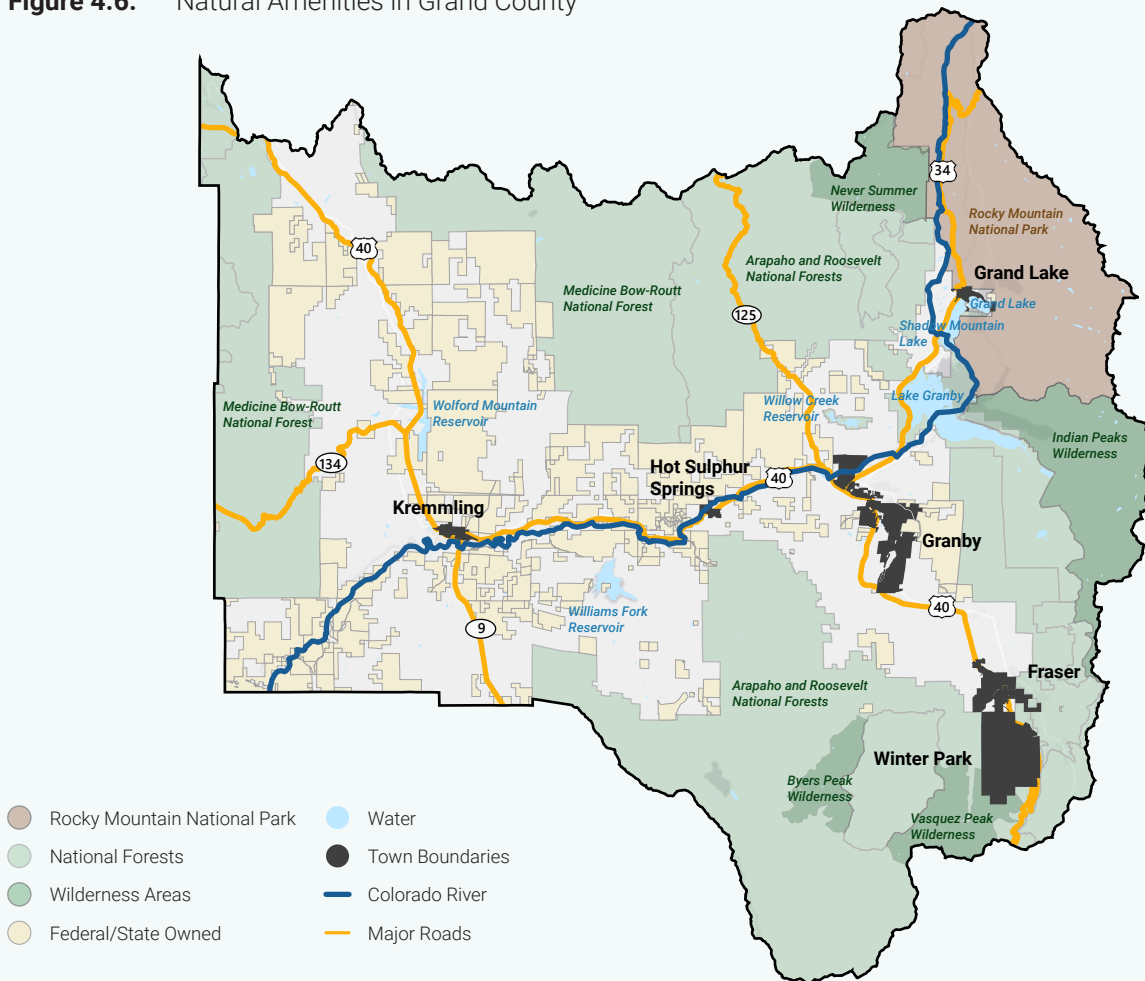 Figure 4.6. Natural Amenities in Grand County
Never Summer
Wilderness
34
Rocky Mountain
National Park
40
Arapaho and Roosevelt
National Forests
Grand Lake
Medicine Bow-Routt
National Forest
Grand Lake
125
Shadow Mountain
Lake
Medicine Bow-Routt
National Forest
Wolford Mountain
Reservoir
Willow Creek
Reservoir
Lake Granby
Indian Peaks
Wilderness
134
Hot Sulphur
Springs
40
Kremmling
Granby
Williams Fork
Reservoir
40
9
Fraser
Arapaho and Roosevelt
National Forests
Winter Park
Byers Peak
Wilderness
Vasquez Peak
Wilderness
Rocky Mountain National Park
National Forests
Wilderness Areas
Federal/State Owned
Water
Town Boundaries
Colorado River
Major Roads